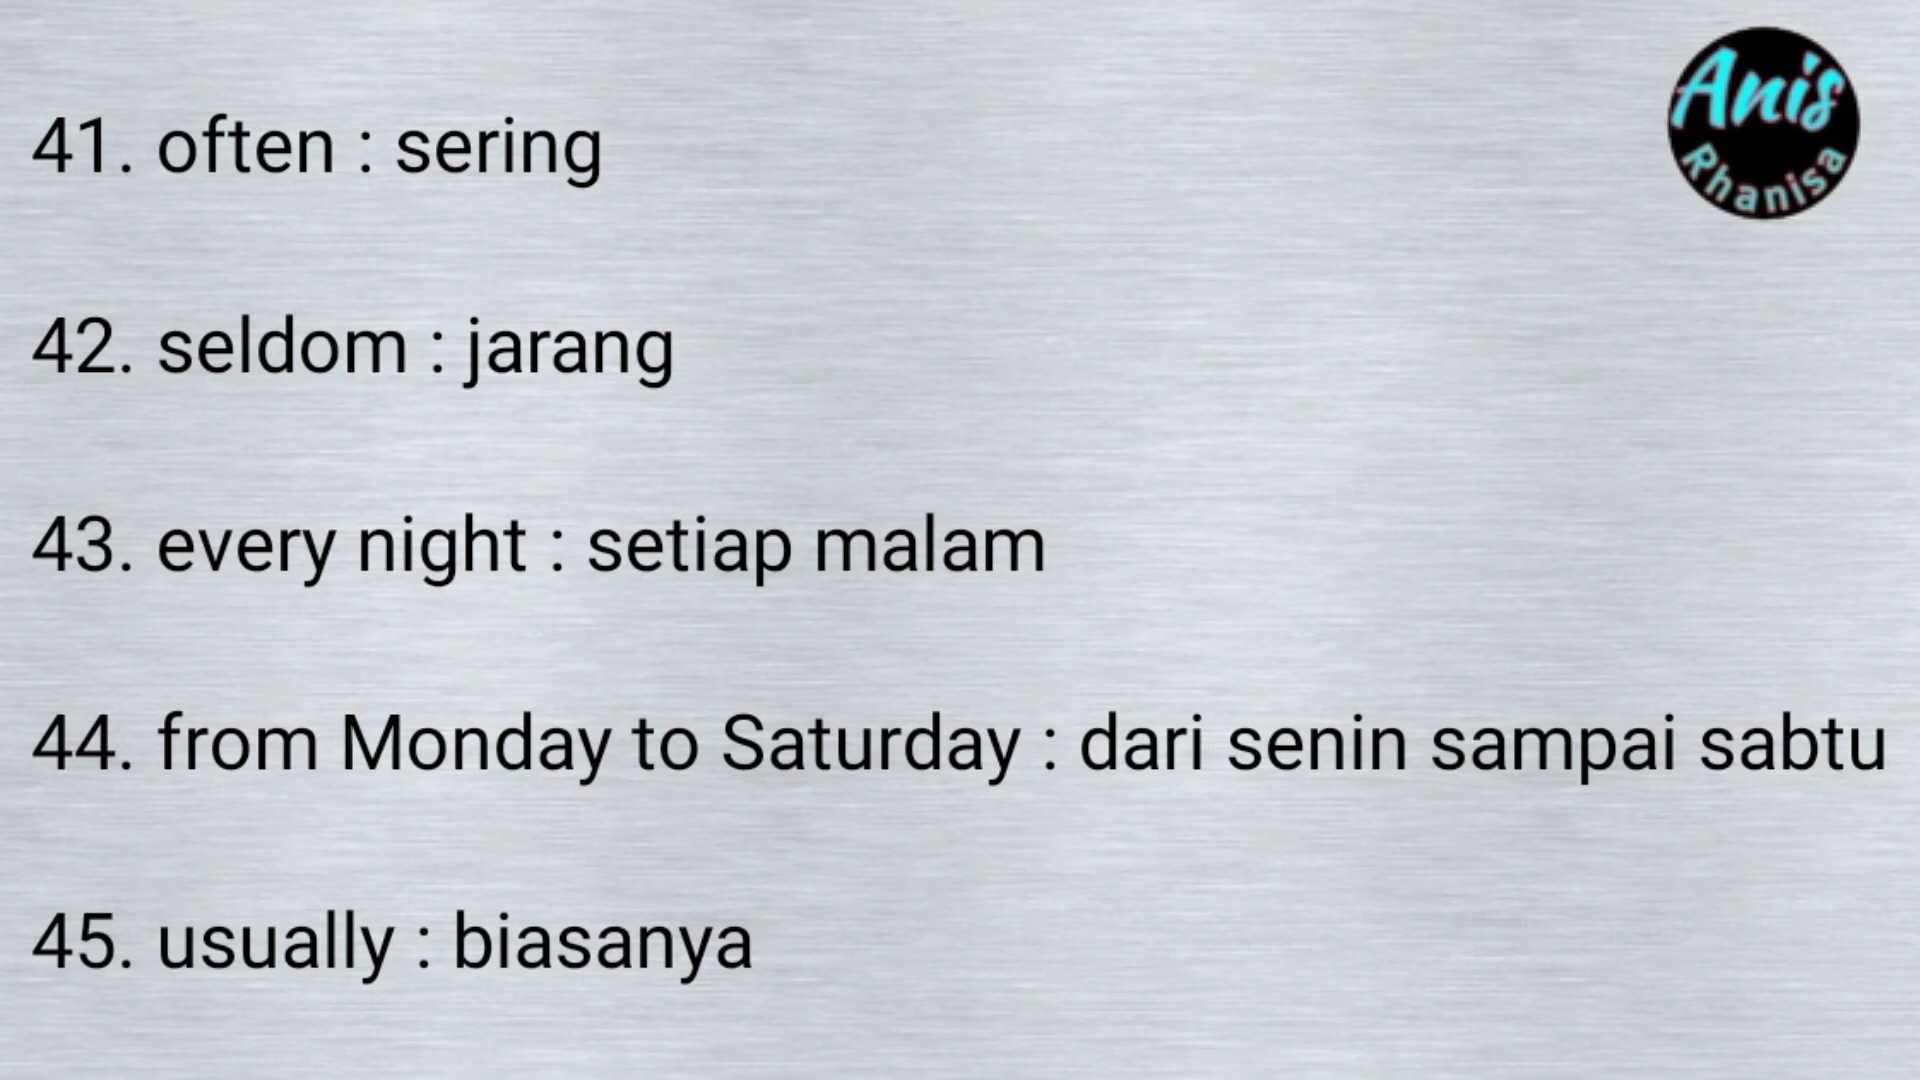 Anis
Rhanisa
41. often : sering
42. seldom : jarang
43. every night : setiap malam
44. from Monday to Saturday : dari senin sampai sabtu
45. usually : biasanya